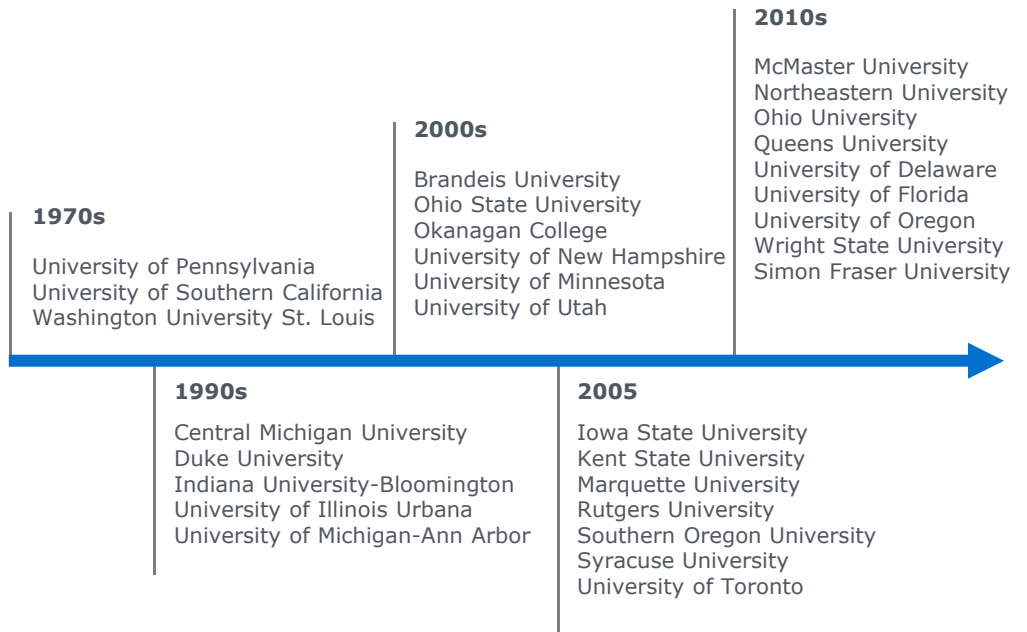 1970s
University of Pennsylvania
University of Southern California
Washington University St. Louis
1990s
Central Michigan University
Duke University
Indiana University-Bloomington
University of Illinois Urbana
University of Michigan-Ann Arbor
2000s
Brandeis University
Ohio State University
Okanagan College
University of New Hampshire
University of Minnesota
University of Utah
2005
Iowa State University
Kent State University
Marquette University
Rutgers University
Southern Oregon University
Syracuse University
University of Toronto
2010s
McMaster University
Northeastern University
Ohio University
Queens University
University of Delaware
University of Florida
University of Oregon
Wright State University
Simon Fraser University